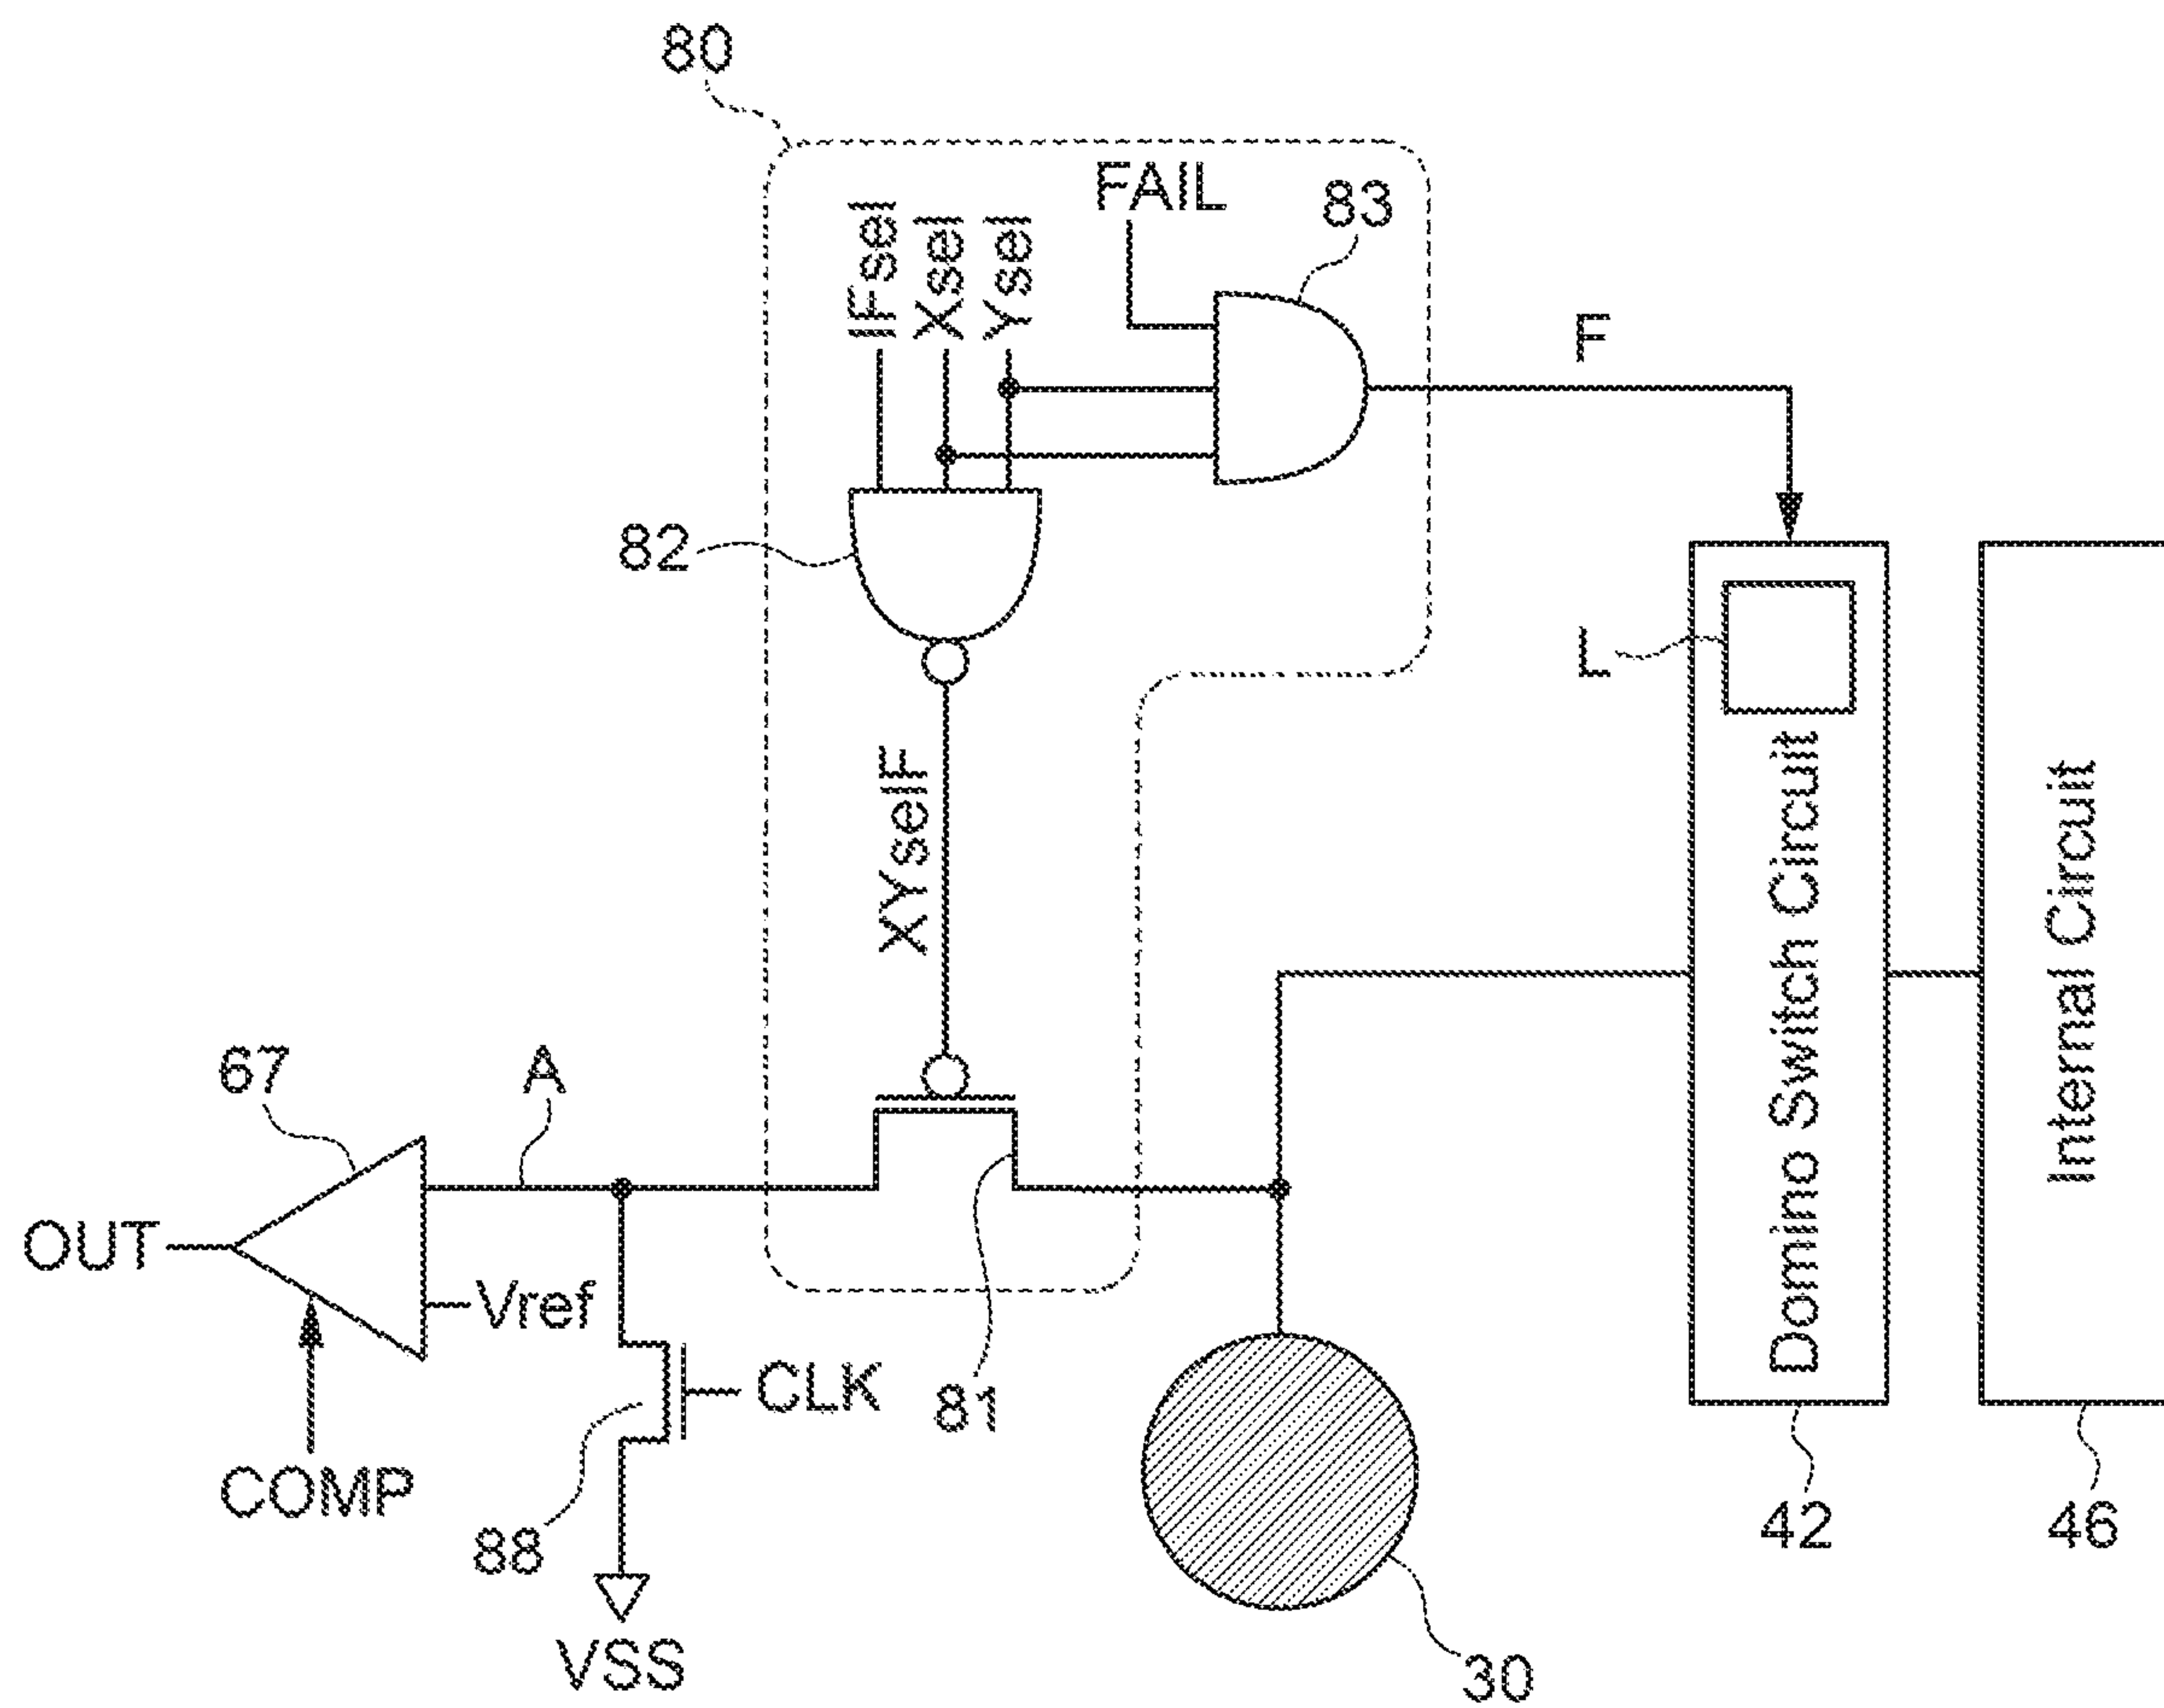 80
FAIL
83
IFsel
Xsel
Ysel
F
82
L
XYselF
Domino Switch Circuit
Internal Circuit
67
A
OUT
Vref
CLK
81
COMP
88
42
46
VSS
30